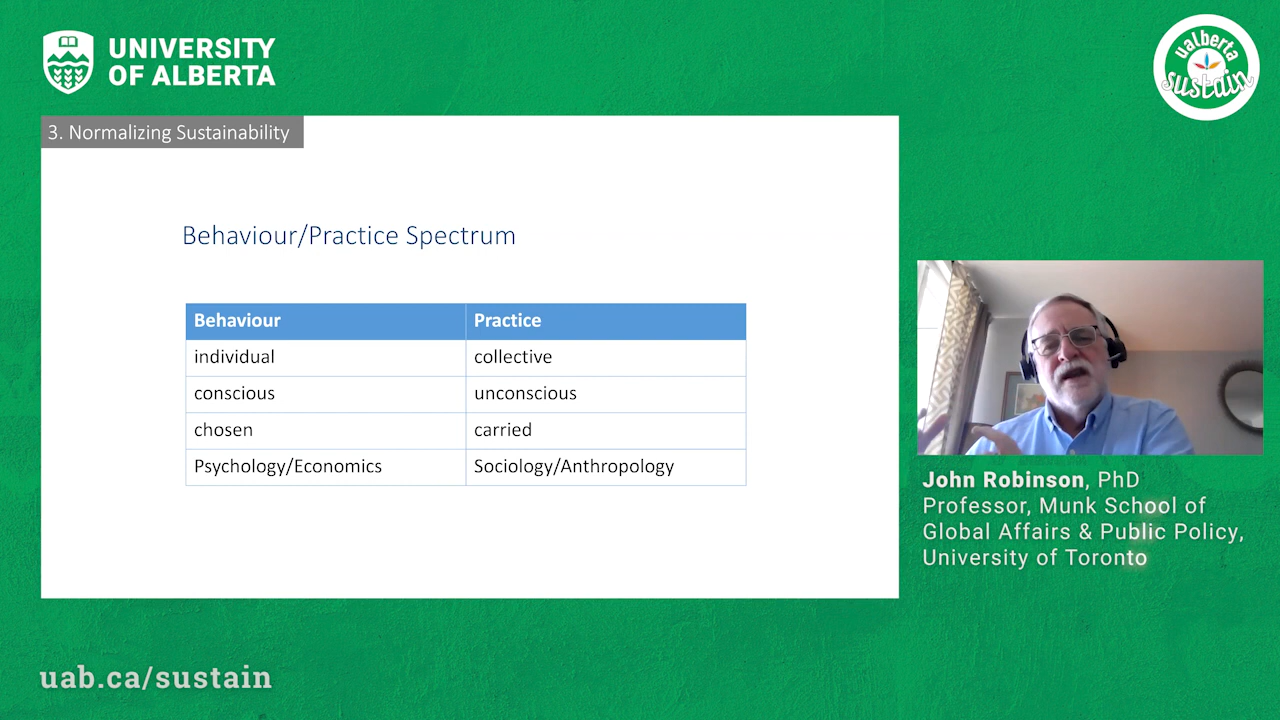 UNIVERSITY
OF ALBERTA
ualberta
sustain
3. Normalizing Sustainability
Behaviour/Practice Spectrum
Behaviour Practice
individual collective
conscious unconscious
chosen carried
Psychology/Economics Sociology/Anthropology
John Robinson, PhD
Professor, Munk School of
Global Affairs & Public Policy,
University of Toronto
uab.ca/sustain